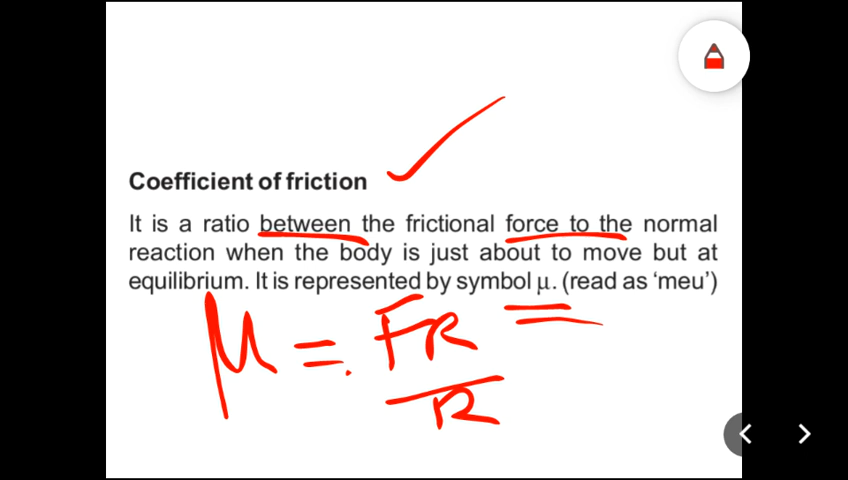 Coefficient of friction
It is a ratio between the frictional force to the normal
reaction when the body is just about to move but at
equilibrium. It is represented by symbol μ. (read as ‘meu’)
μ = FR =
R